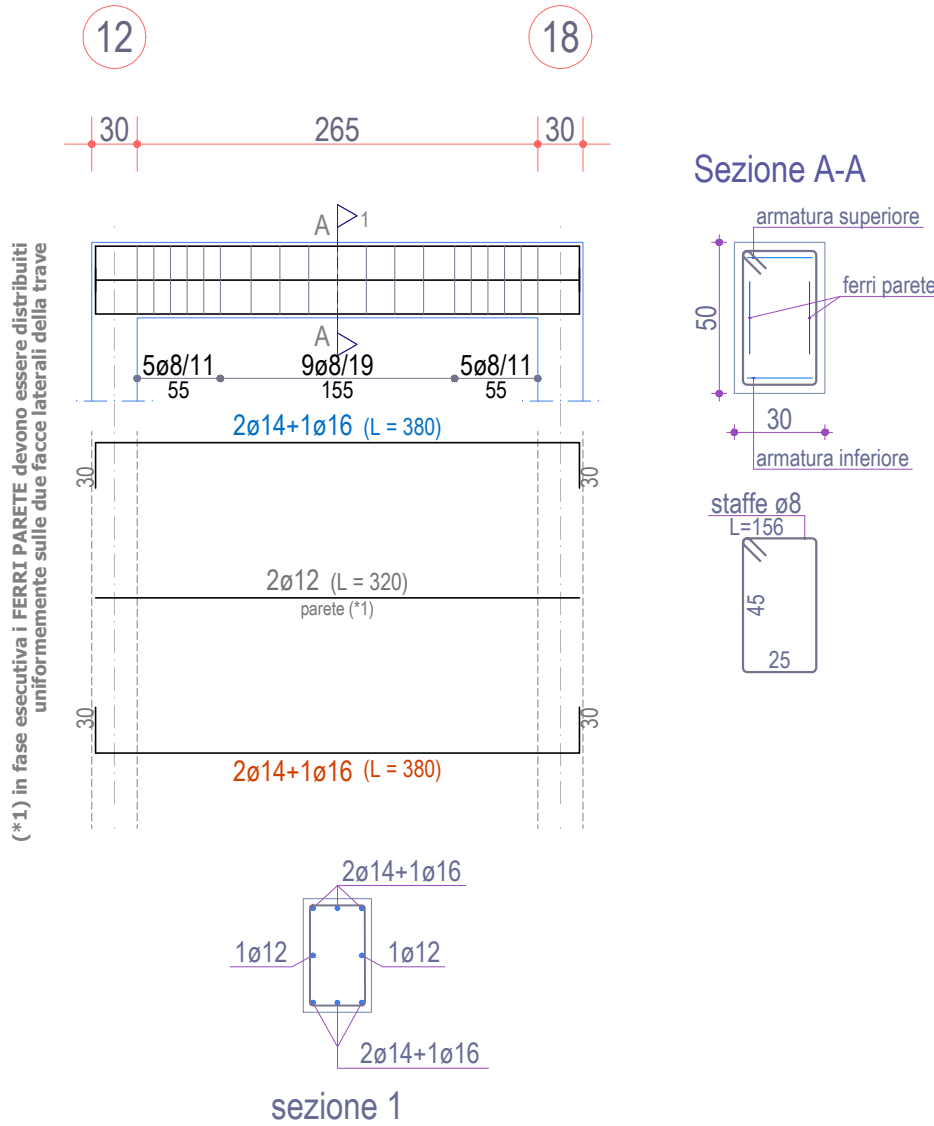 12
18
30
265
30
Sezione A-A
armatura superiore
ferri parete
50
30
armatura inferiore
A
1
A
5ø8/11
9ø8/19
5ø8/11
55
155
55
(*1) in fase esecutiva i FERRI PARETE devono essere distribuiti
uniformemente sulle due facce laterali della trave
2ø14+1ø16 (L = 380)
30
30
staffe ø8
L=156
45
25
2ø12 (L = 320)
parete (*1)
30
30
2ø14+1ø16 (L = 380)
2ø14+1ø16
1ø12
1ø12
2ø14+1ø16
sezione 1